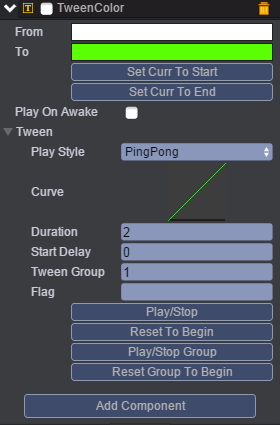 T TweenColor
From
To
Set Curr To Start
Set Curr To End
Play On Awake
Tween
Play Style PingPong
Curve
Duration 2
Start Delay 0
Tween Group 1
Flag
Play/Stop
Reset To Begin
Play/Stop Group
Reset Group To Begin
Add Component